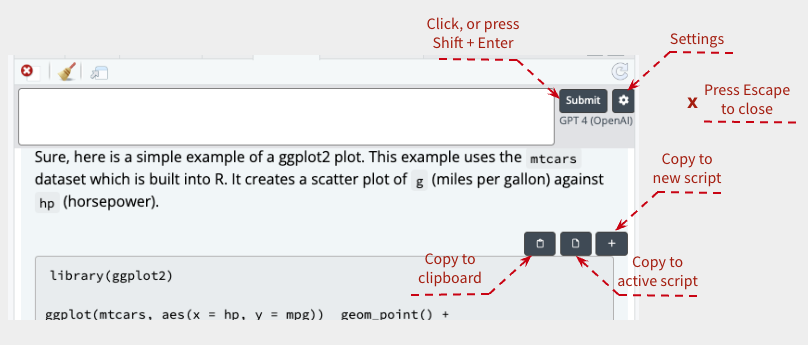 Click, or press
Shift + Enter
Settings
Submit
GPT 4 (OpenAI)
x Press Escape
to close
Sure, here is a simple example of a ggplot2 plot. This example uses the mtcars
dataset which is built into R. It creates a scatter plot of g (miles per gallon) against
hp (horsepower).
Copy to
new script
Copy to
clipboard
Copy to
active script
library(ggplot2)
ggplot(mtcars, aes(x = hp, y = mpg)) geom_point() +